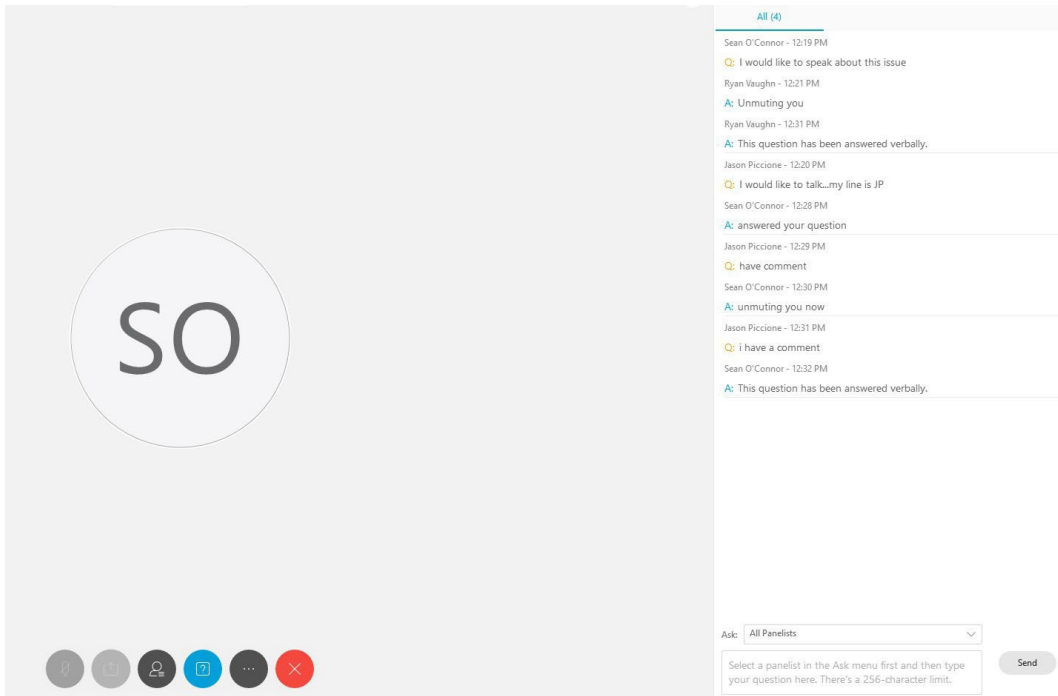 All (4)
Sean O'Connor - 12:19 PM
Q: I would like to speak about this issue
Ryan Vaughn - 12:21 PM
A: Unmuting you
Ryan Vaughn - 12:31 PM
A: This question has been answered verbally.
Jason Piccione - 12:20 PM
Q: I would like to talk...my line is JP
Sean O'Connor - 12:28 PM
A: answered your question
Jason Piccione - 12:29 PM
Q: have comment
Sean O'Connor - 12:30 PM
A: unmuting you now
Jason Piccione - 12:31 PM
Q: i have a comment
Sean O'Connor - 12:32 PM
A: This question has been answered verbally.
SO
Ask: All Panelists
Select a panelist in the Ask menu first and then type
your question here. There's a 256-character limit.
Send